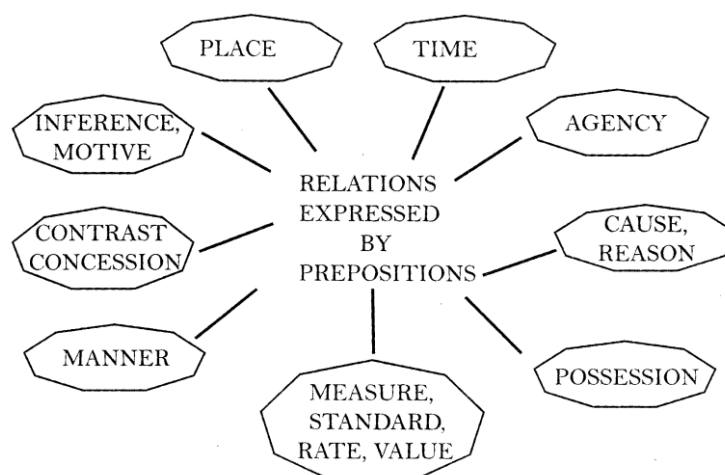 PLACE
TIME
INFERENCE,
MOTIVE
AGENCY
RELATIONS
EXPRESSED
BY
PREPOSITIONS
CONTRAST
CONCESSION
CAUSE,
REASON
MANNER
MEASURE,
STANDARD,
RATE, VALUE
POSSESSION